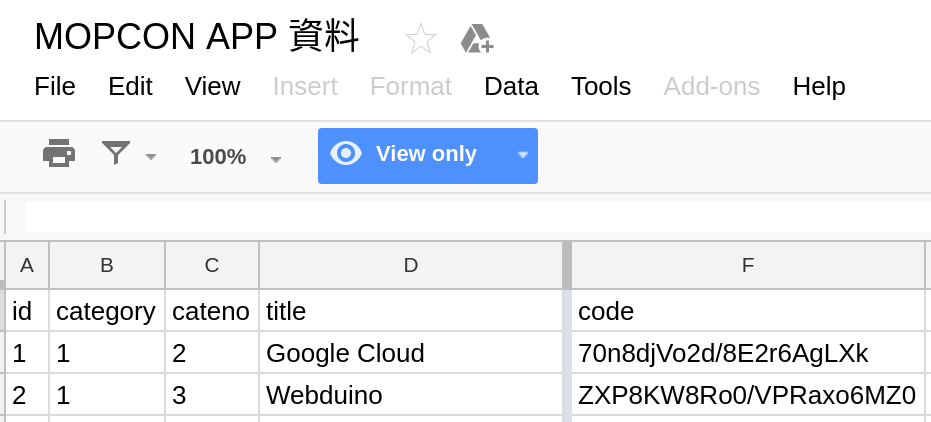 MOPCON APP 資料
File Edit View Insert Format Data Tools Add-ons Help
100% View only
A B C D F
id category cateno title code
1 1 2 Google Cloud 70n8djVo2d/8E2r6AgLXk
2 1 3 Webduino ZXP8KW8Ro0/VPRaxo6MZ0